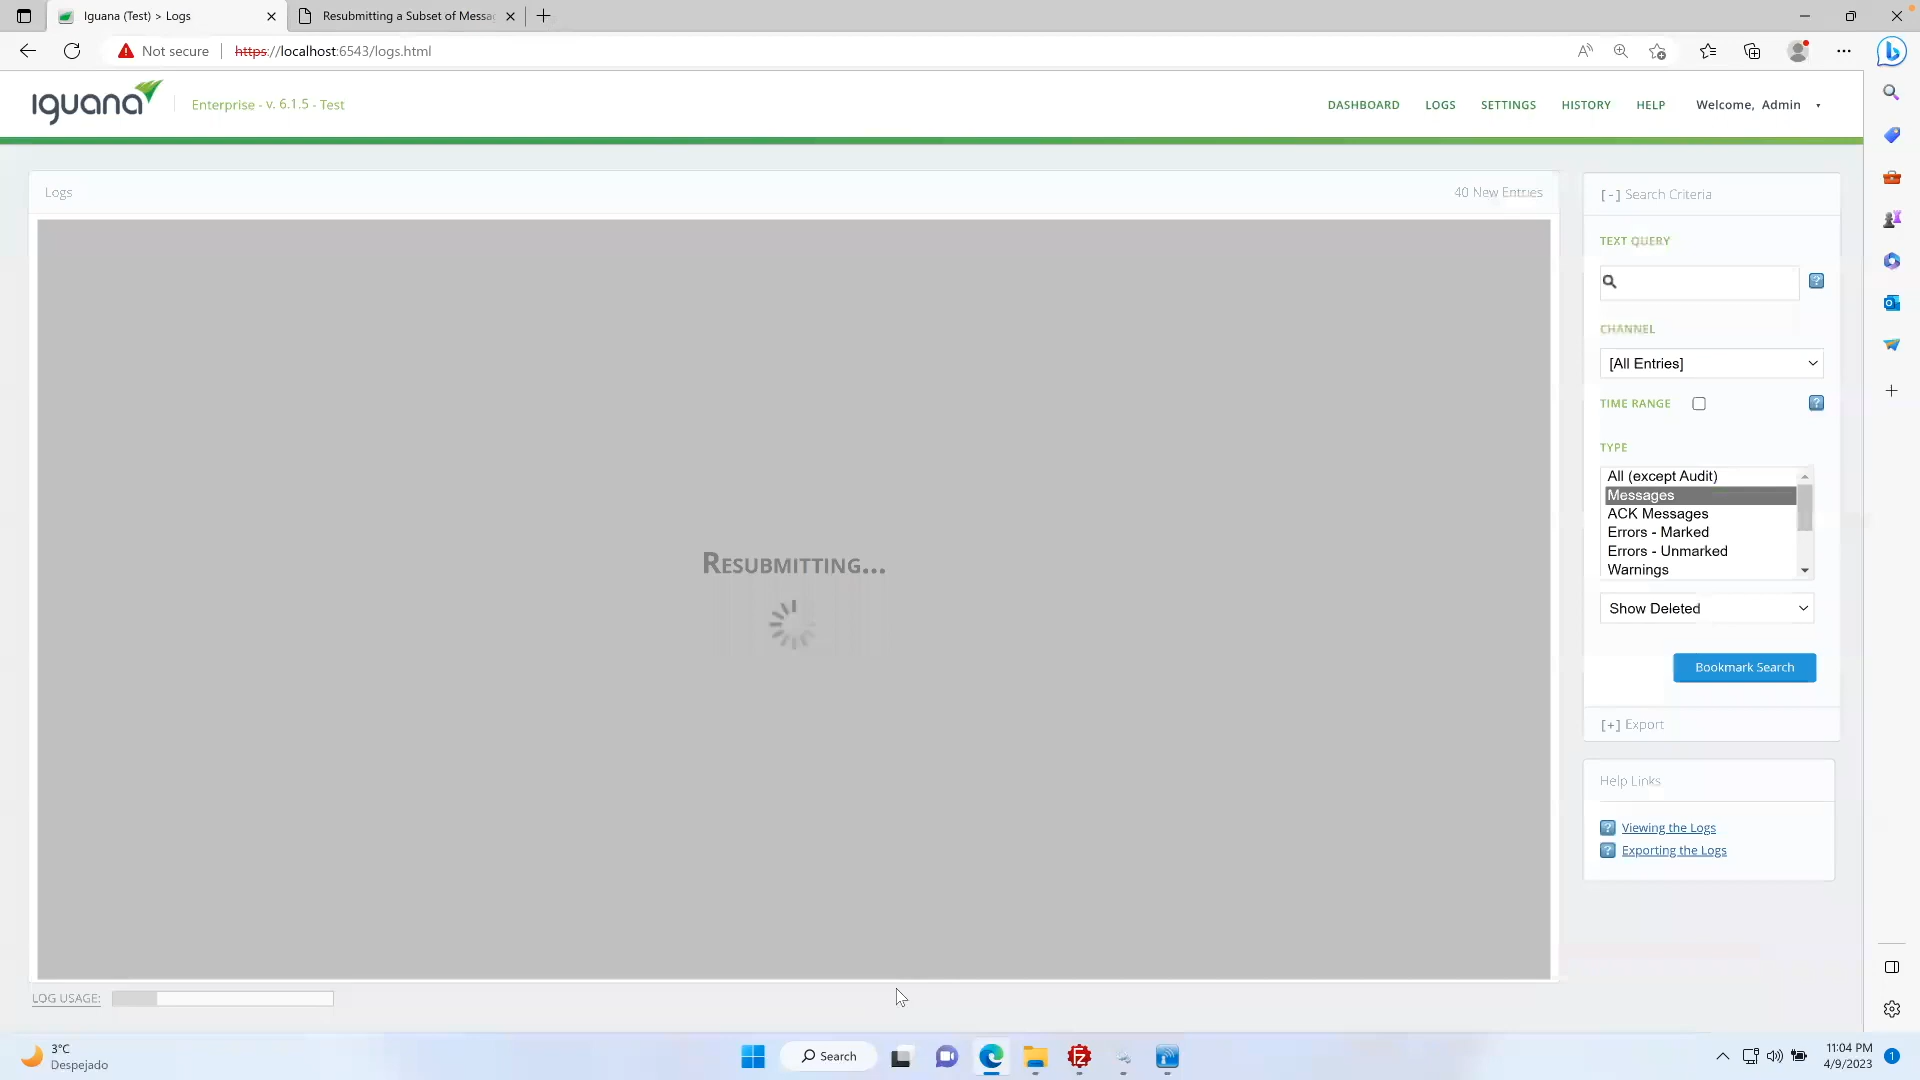 Iguana (Test) > Logs
Resubmitting a Subset of Messa
Not secure
https://localhost:6543/logs.html
iguana
Enterprise - v. 6.1.5 - Test
DASHBOARD
LOGS
SETTINGS
HISTORY
HELP
Welcome, Admin
Logs
40 New Entries
RESUBMITTING...
[-] Search Criteria
TEXT QUERY
CHANNEL
[All Entries]
TIME RANGE
TYPE
All (except Audit)
Messages
ACK Messages
Errors - Marked
Errors - Unmarked
Warnings
Show Deleted
Bookmark Search
[+] Export
Help Links
Viewing the Logs
Exporting the Logs
LOG USAGE:
3°C
Despejado
Search
11:04 PM
4/9/2023
1